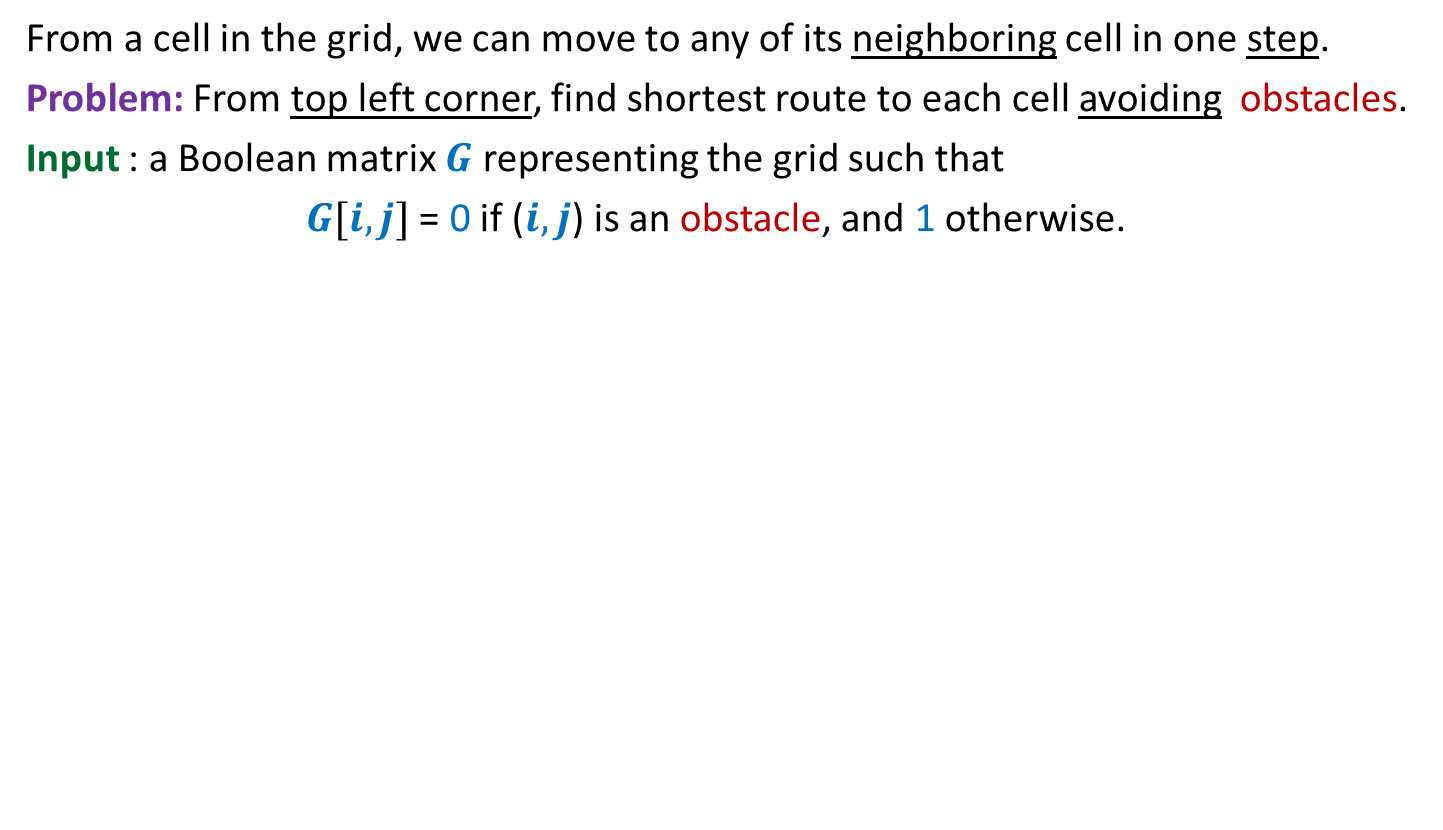 From a cell in the grid, we can move to any of its neighboring cell in one step.
Problem: From top left corner, find shortest route to each cell avoiding obstacles.
Input : a Boolean matrix G representing the grid such that
G[i,j] = 0 if (i,j) is an obstacle, and 1 otherwise.